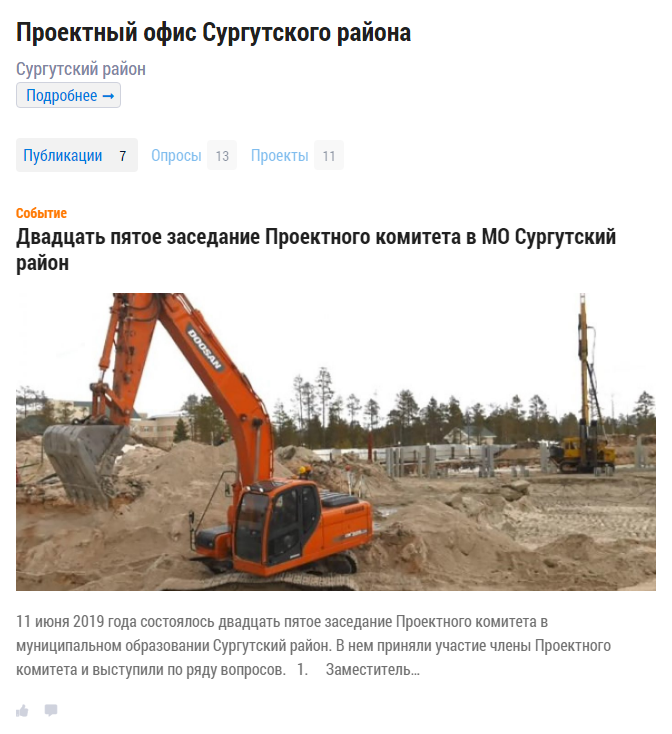 Проектный офис Сургутского района
Сургутский район
Подробнее →
Публикации 7 Опросы 13 Проекты 11
Событие
Двадцать пятое заседание Проектного комитета в МО Сургутский
район
DOOSAN
11 июня 2019 года состоялось двадцать пятое заседание Проектного комитета в
муниципальном образовании Сургутский район. В нем приняли участие члены Проектного
комитета и выступили по ряду вопросов. 1. Заместитель...